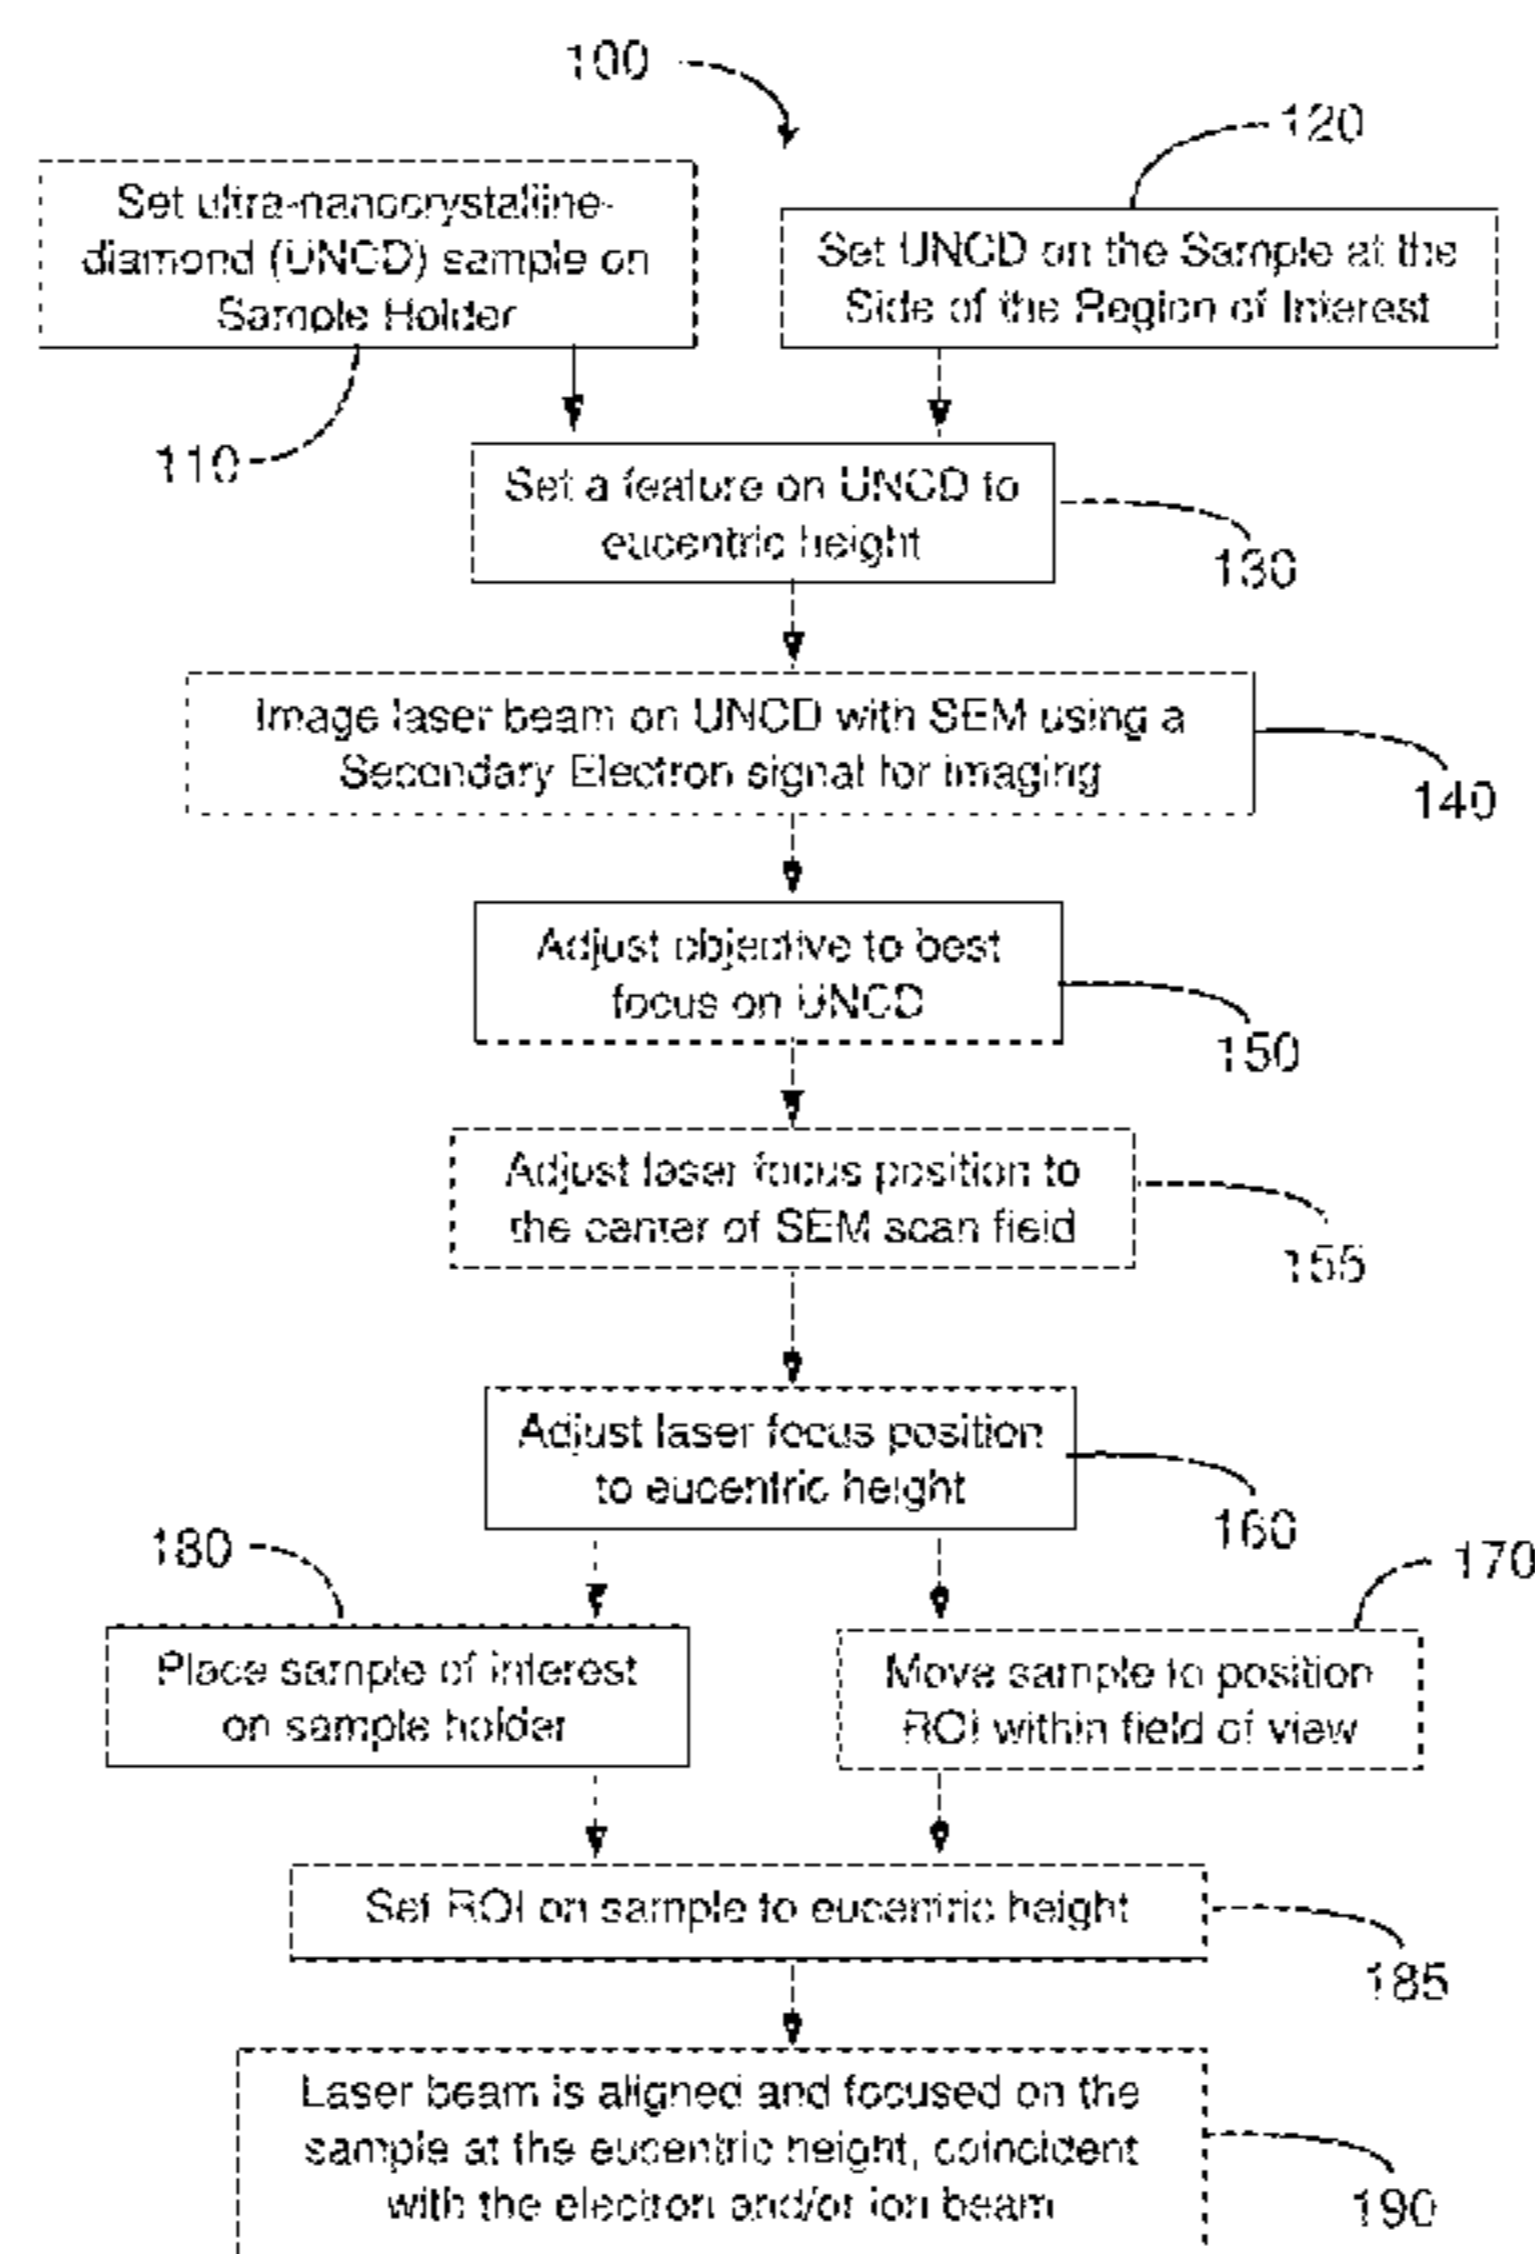 100
120
Set ultra-nanocrystalline-
diamond (UNCD) sample on
Sample Holder
Set UNCD on the Sample at the
Side of the Region of Interest
110
Set a feature on UNCD to
eucentric height
130
Image laser beam on UNCD with SEM using a
Secondary Electron signal for imaging
140
Adjust objective to best
focus on UNCD
150
Adjust laser focus position to
the center of SEM scan field
155
Adjust laser focus position
to eucentric height
160
180
170
Place sample of interest
on sample holder
Move sample to position
ROI within field of view
Set ROI on sample to eucentric height
185
Laser beam is aligned and focused on the
sample at the eucentric height, coincident
with the electron and/or ion beam
190